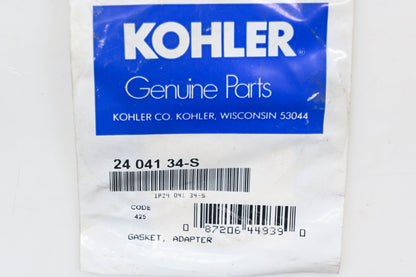 KOHLER®
Genuine Parts
KOHLER CO. KOHLER, WISCONSIN 53044
24 041 34-S
1P24 041 34-S
CODE
425
0 87206 44939 0
GASKET, ADAPTER